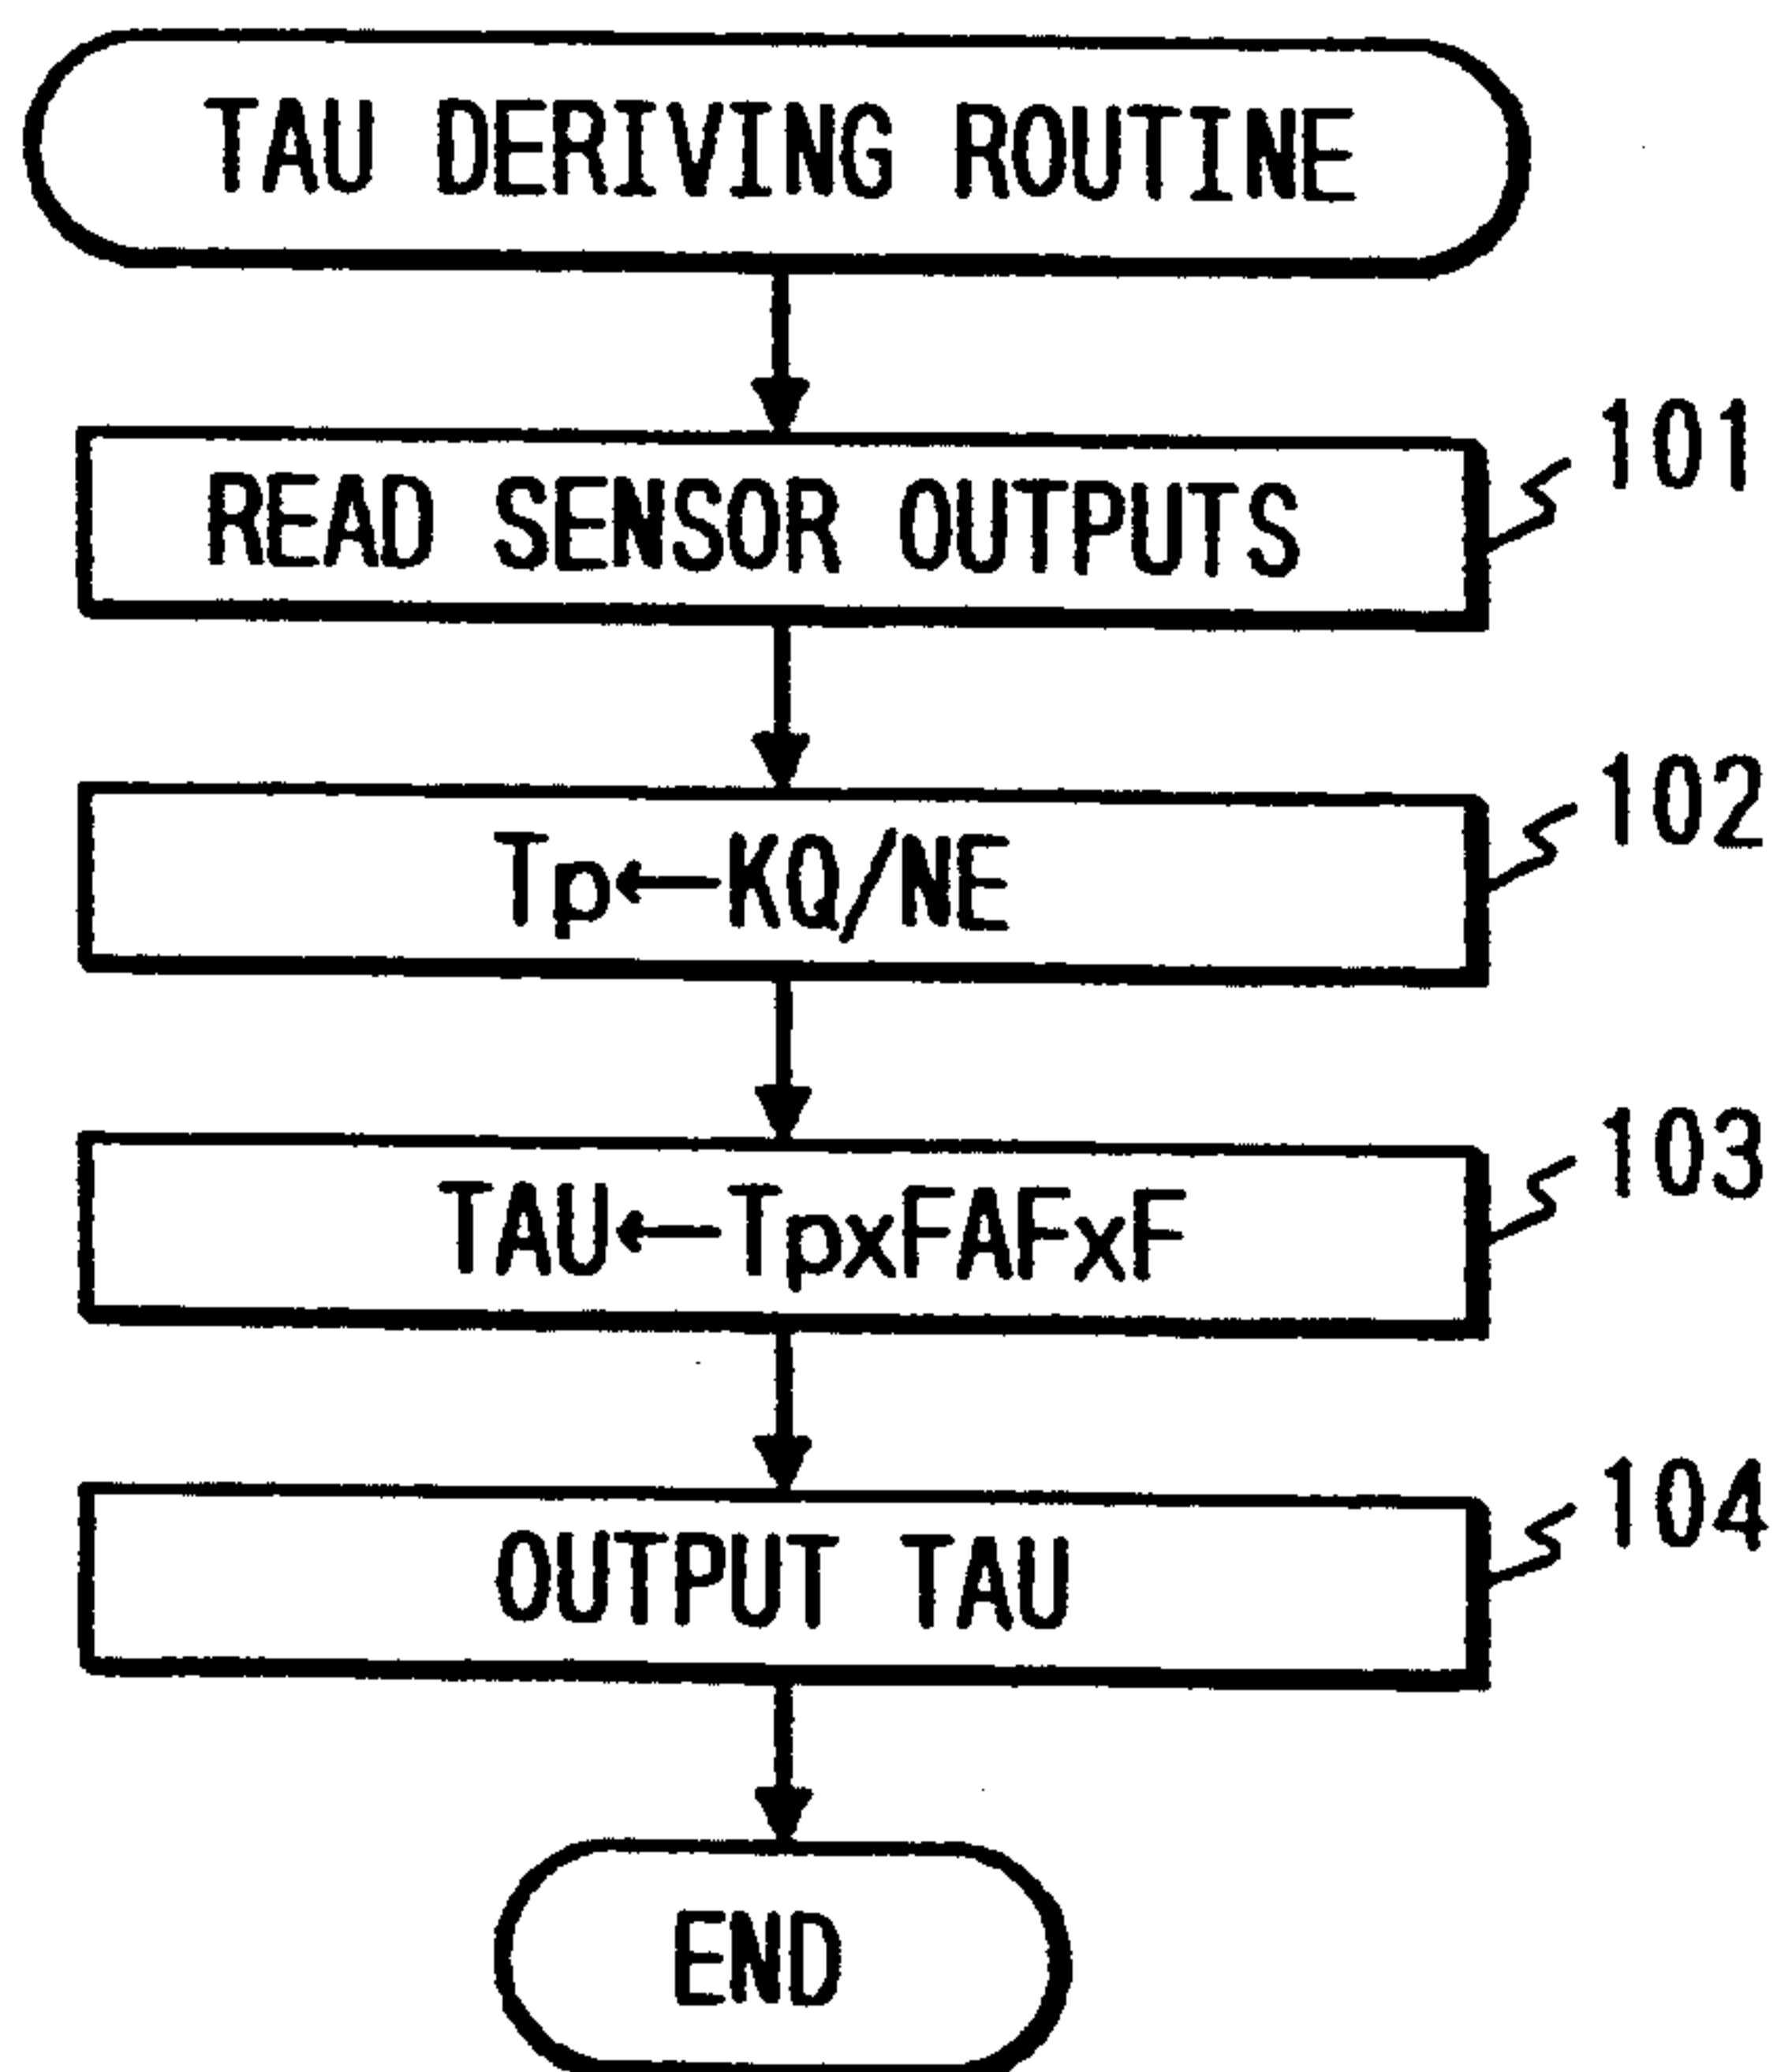 TAU DERIVING ROUTINE
101
READ SENSOR OUTPUTS
102
Tp←KQ/NE
103
TAU←TpxFAFxF
104
OUTPUT TAU
END